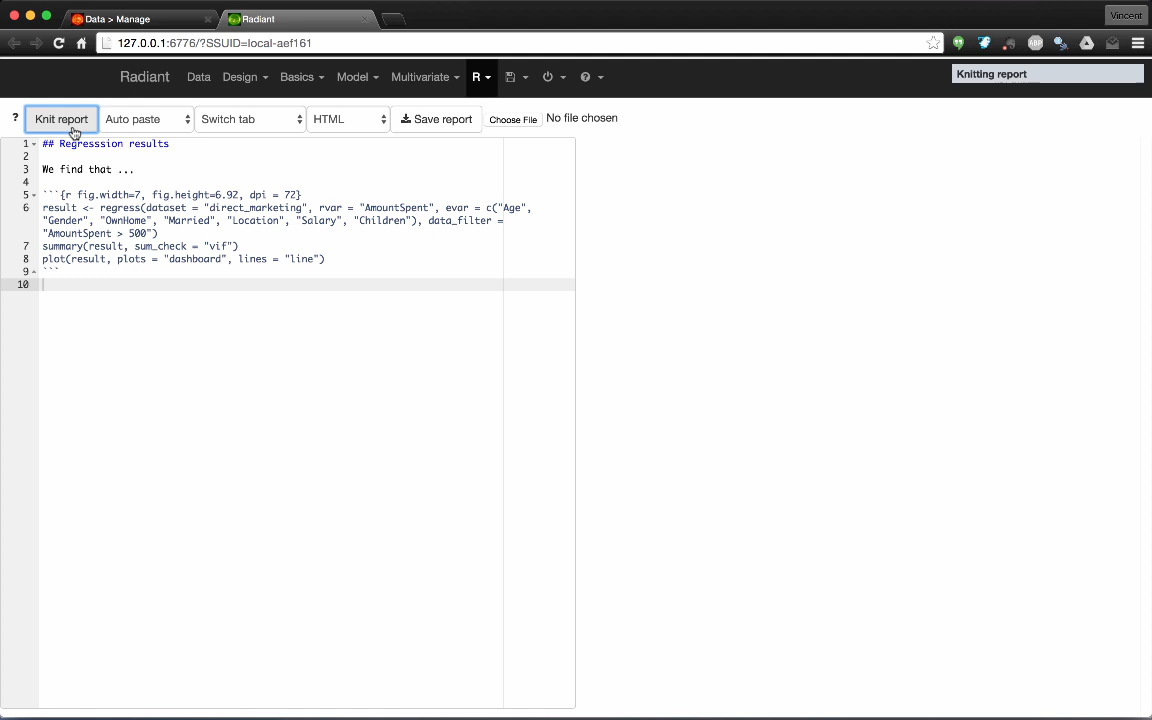 Data > Manage
Radiant
Vincent
127.0.0.1:6776/?SSUID=local-aef161
ABP
Radiant Data Design Basics Model Multivariate R ?
Knitting report
? Knit report Auto paste Switch tab HTML Save report Choose File No file chosen
1 ## Regresssion results
2
3 We find that ...
4
5 ```{r fig.width=7, fig.height=6.92, dpi = 72}
6 result <- regress(dataset = "direct_marketing", rvar = "AmountSpent", evar = c("Age",
"Gender", "OwnHome", "Married", "Location", "Salary", "Children"), data_filter =
"AmountSpent > 500")
7 summary(result, sum_check = "vif")
8 plot(result, plots = "dashboard", lines = "line")
9 ```
10